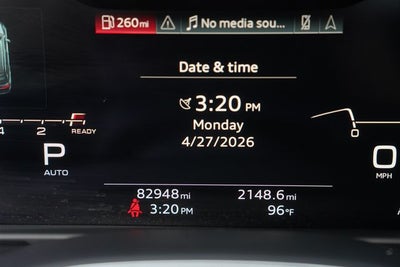 260mi
No media sou...
Date & time
3:20 PM
Monday
4/27/2026
4 2 READY
P
AUTO
0
0
MPH
82948mi 2148.6mi
3:20 PM 96°F